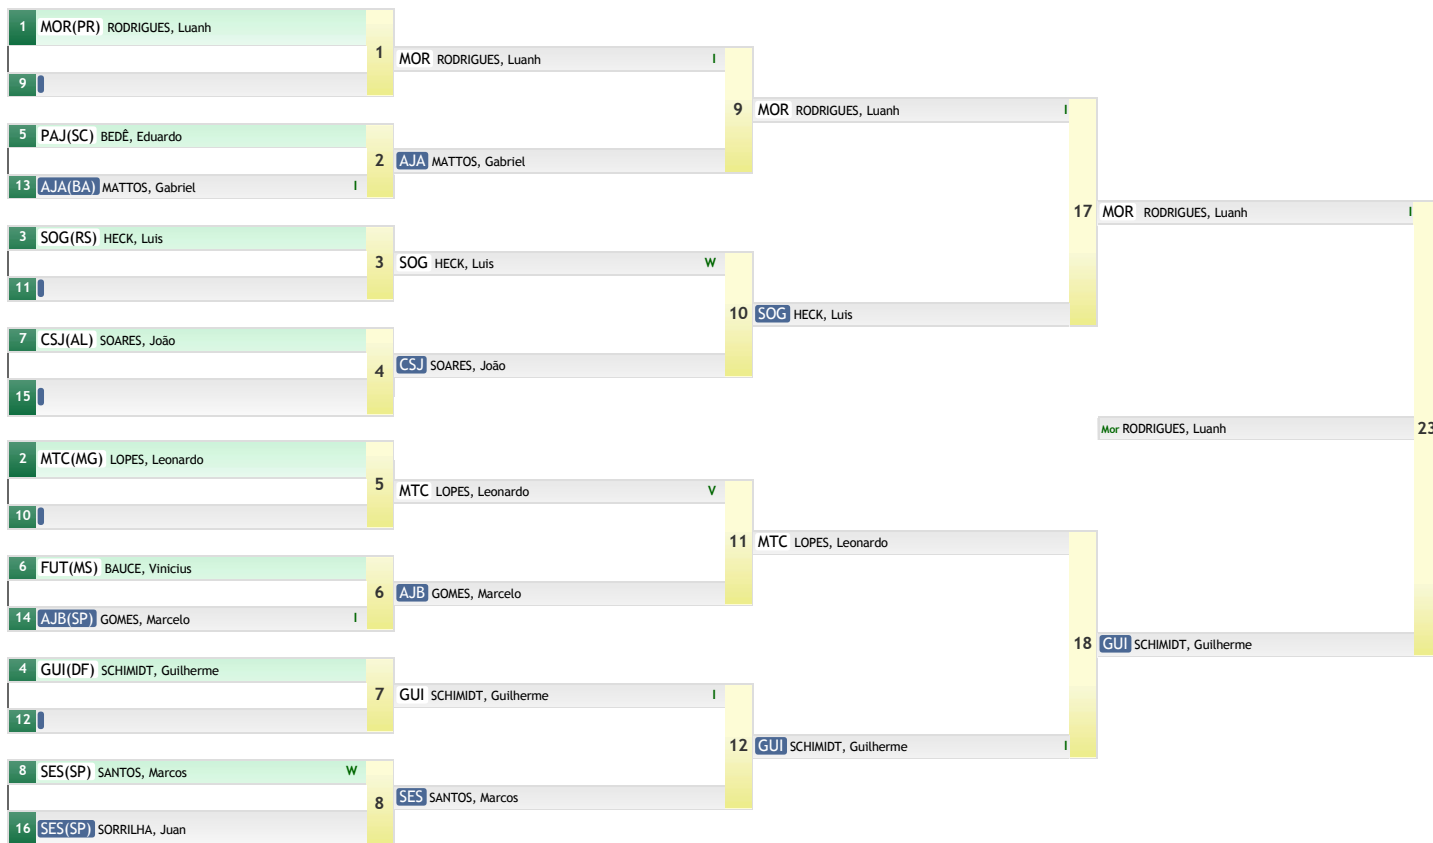 1 MOR(PR) RODRIGUES, Luanh
1
9
5 PAJ(SC) BEDÊ, Eduardo
2
13 AJA(BA) MATTOS, Gabriel I
3 SOG(RS) HECK, Luis
3
11
7 CSJ(AL) SOARES, João
4
15
2 MTC(MG) LOPES, Leonardo
5
10
6 FUT(MS) BAUCE, Vinicius
6
14 AJB(SP) GOMES, Marcelo I
4 GUI(DF) SCHIMIDT, Guilherme
7
12
8 SES(SP) SANTOS, Marcos W
8
16 SES(SP) SORRILHA, Juan
MOR RODRIGUES, Luanh I
9
AJA MATTOS, Gabriel
SOG HECK, Luis W
10
CSJ SOARES, João
MTC LOPES, Leonardo V
11
AJB GOMES, Marcelo
GUI SCHIMIDT, Guilherme I
12
SES SANTOS, Marcos
MOR RODRIGUES, Luanh I
17
SOG HECK, Luis
MTC LOPES, Leonardo
18
GUI SCHIMIDT, Guilherme I
MOR RODRIGUES, Luanh I
Mor RODRIGUES, Luanh
23
GUI SCHIMIDT, Guilherme